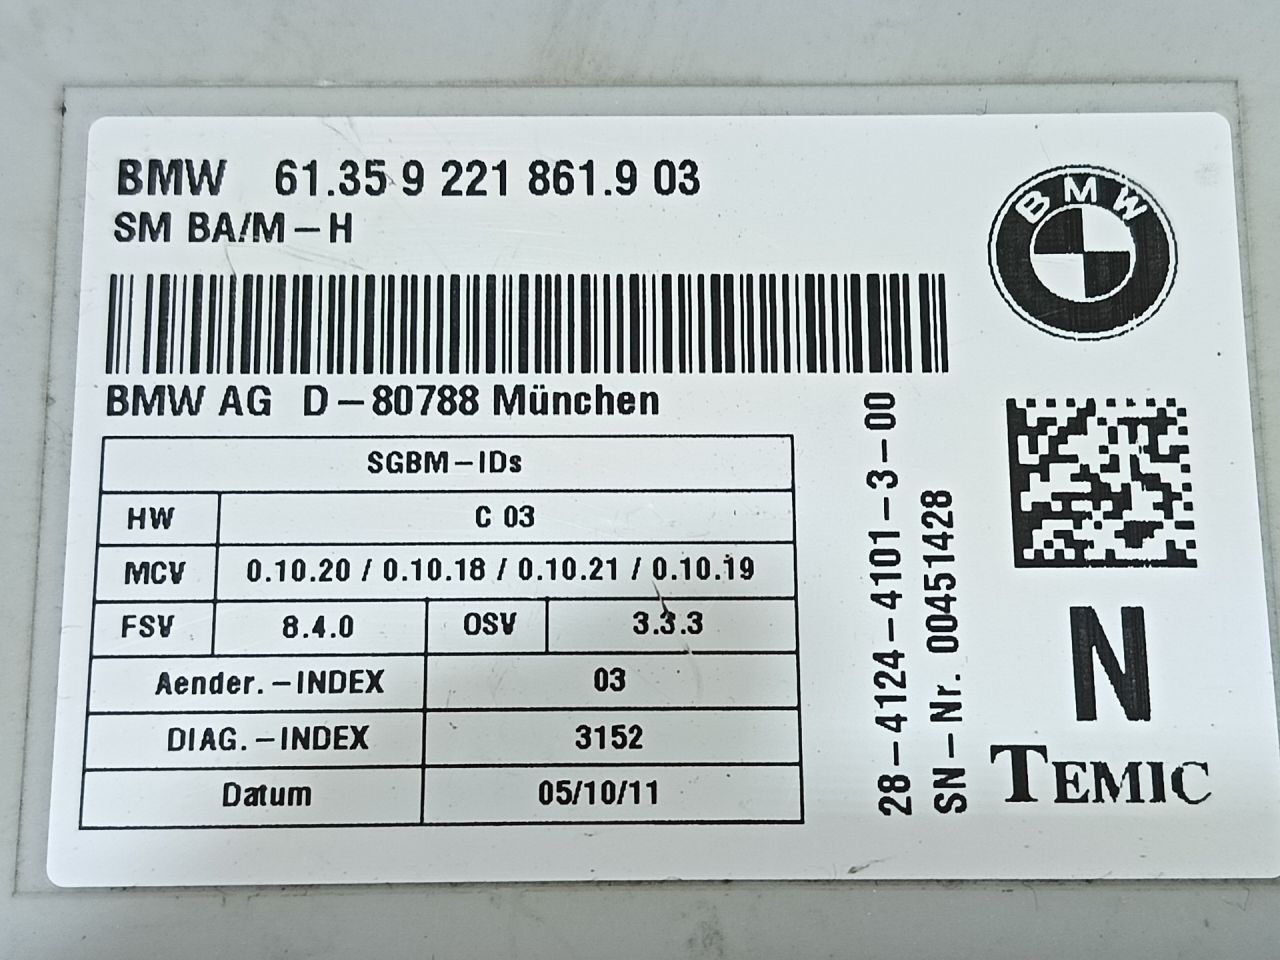 BMW 61.35 9 221 861.9 03
SM BA/M-H
BMW
BMW AG D-80788 München
SGBM-IDs
HW C 03
MCV 0.10.20 / 0.10.18 / 0.10.21 / 0.10.19
FSV 8.4.0 OSV 3.3.3
Aender.-INDEX 03
DIAG.-INDEX 3152
Datum 05/10/11
28-4124-4101-3-00
SN-Nr. 00451428
N
TEMIC